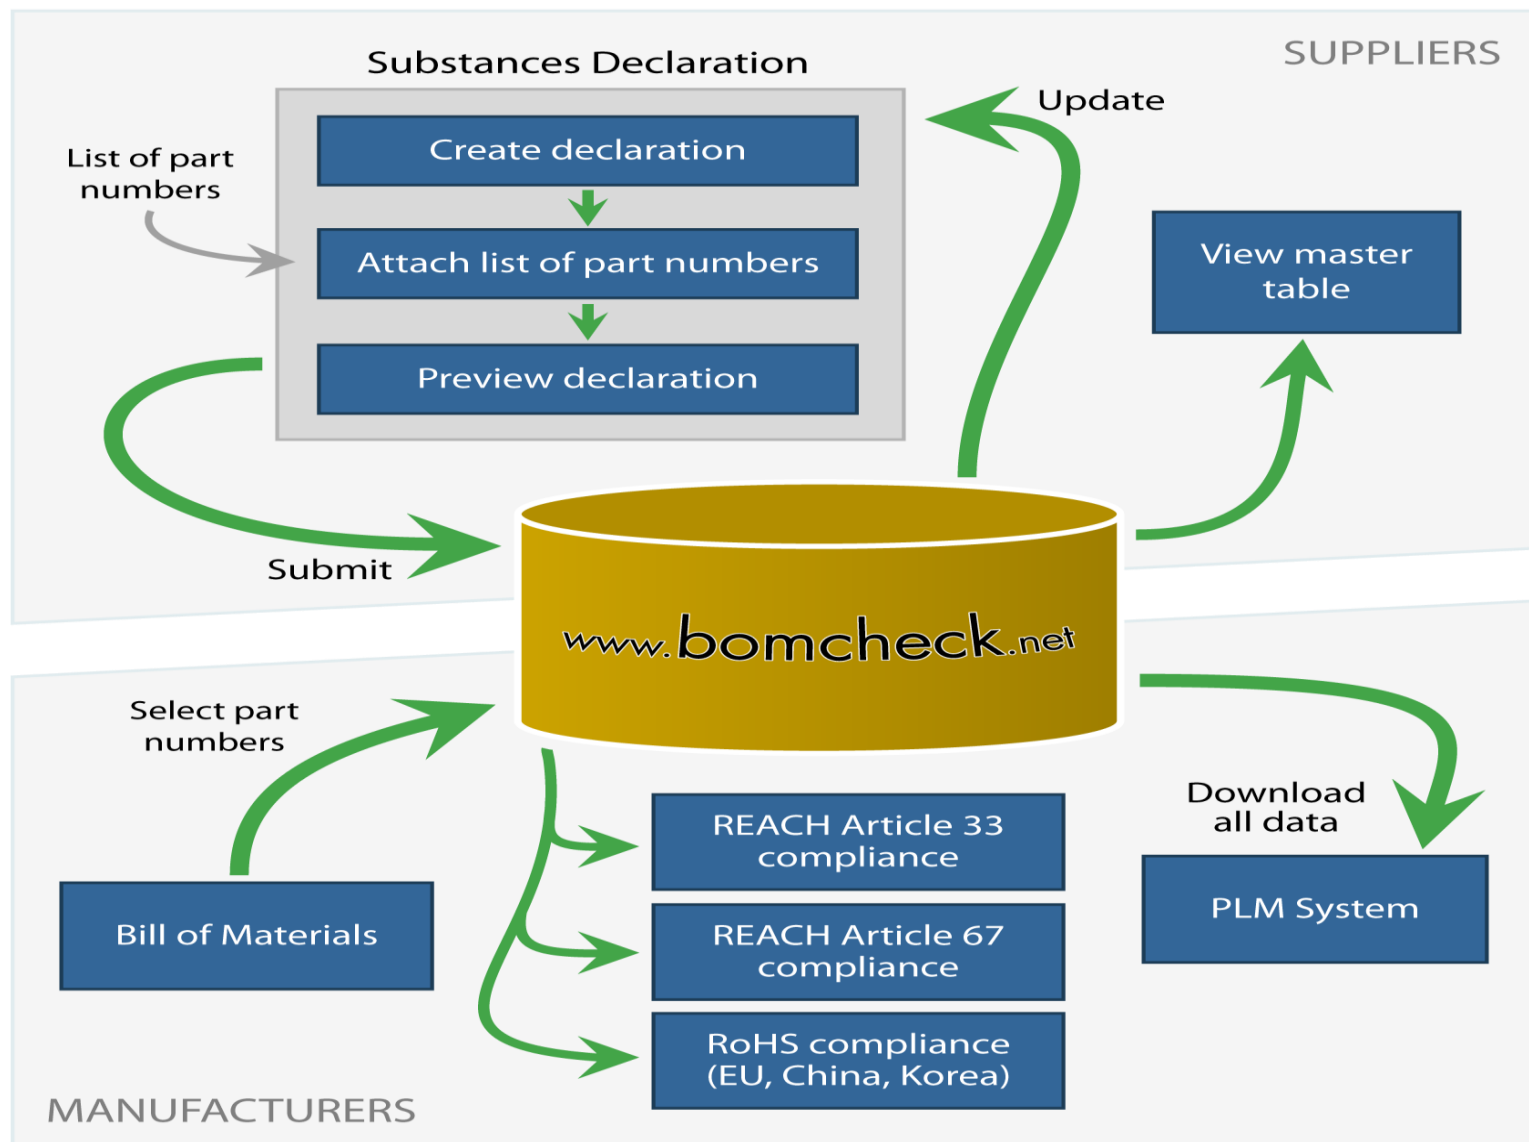 SUPPLIERS
Substances Declaration
Update
Create declaration
List of part
numbers
Attach list of part numbers
View master
table
Preview declaration
Submit
www.bomcheck.net
Select part
numbers
Download
all data
REACH Article 33
compliance
PLM System
Bill of Materials
REACH Article 67
compliance
RoHS compliance
(EU, China, Korea)
MANUFACTURERS